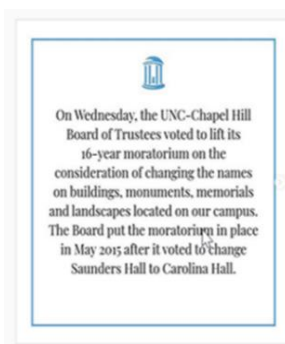 On Wednesday, the UNC-Chapel Hill
Board of Trustees voted to lift its
16-year moratorium on the
consideration of changing the names
on buildings, monuments, memorials
and landscapes located on our campus.
The Board put the moratorium in place
in May 2015 after it voted to change
Saunders Hall to Carolina Hall.